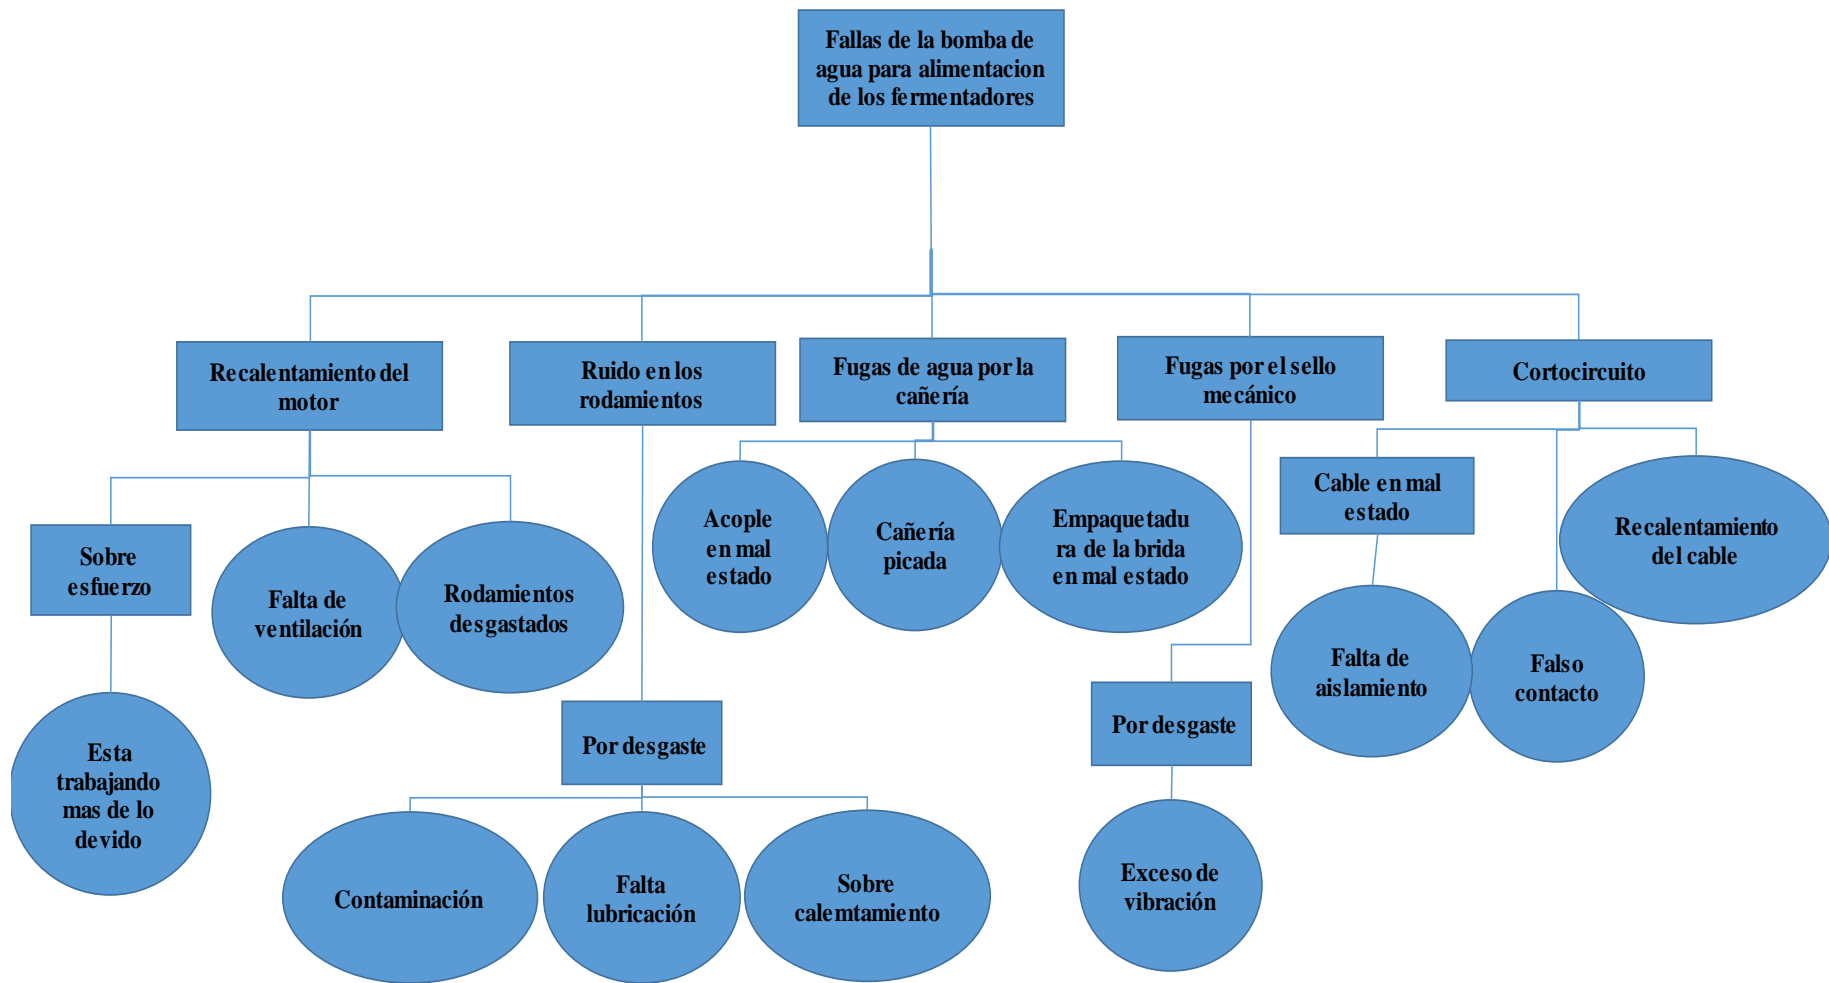 Fallas de la bomba de
agua para alimentacion
de los fermentadores
Recalentamiento del
motor
Ruido en los
rodamientos
Fugas de agua por la
cañería
Fugas por el sello
mecánico
Cortocircuito
Sobre
esfuerzo
Falta de
ventilación
Rodamientos
desgastados
Acople
en mal
estado
Cañería
picada
Empaquetadu
ra de la brida
en mal estado
Cable en mal
estado
Recalentamiento
del cable
Falta de
aislamiento
Falso
contacto
Esta
trabajando
mas de lo
devido
Por desgaste
Por desgaste
Contaminación
Falta
lubricación
Sobre
calemtamiento
Exceso de
vibración